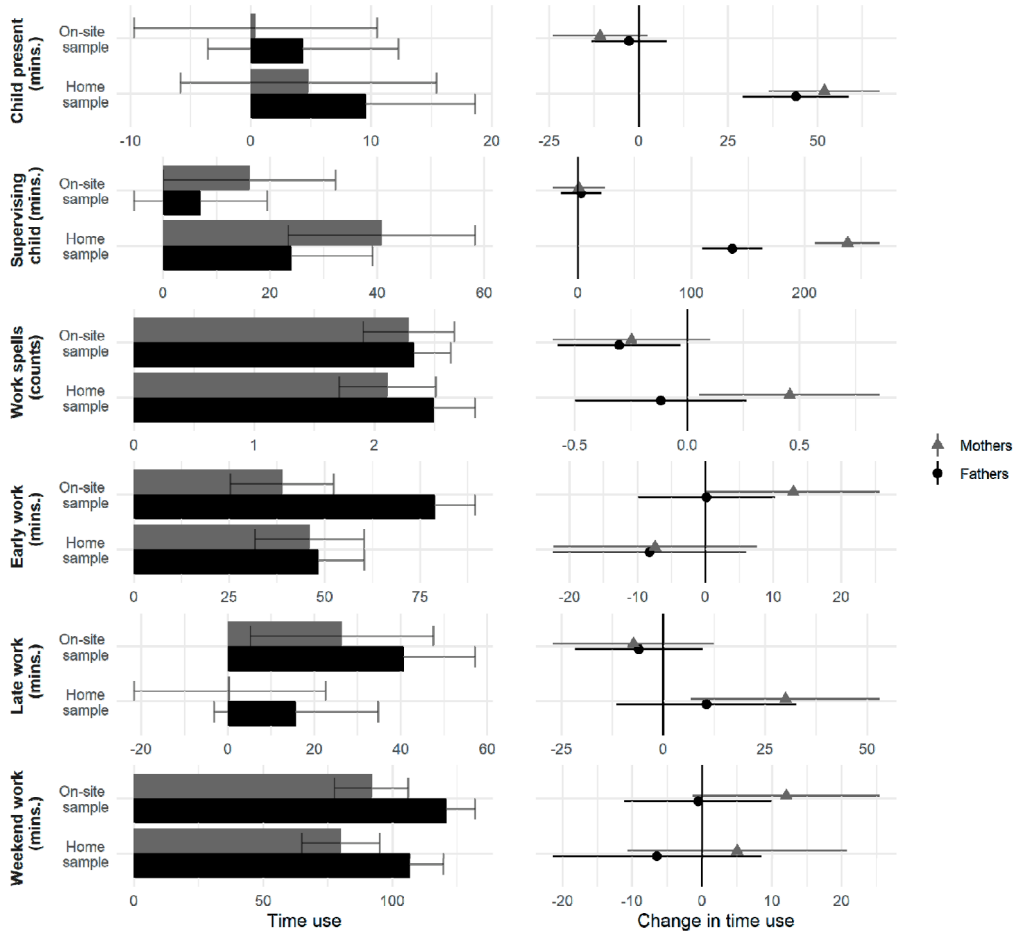 Child present
(mins.)
On-site
sample
Home
sample
-10 0 10 20
-25 0 25 50
Supervising
child (mins.)
On-site
sample
Home
sample
0 20 40 60
0 100 200
Work spells
(counts)
On-site
sample
Home
sample
0 1 2
-0.5 0.0 0.5
Mothers
Fathers
Early work
(mins.)
On-site
sample
Home
sample
0 25 50 75
-20 -10 0 10 20
Late work
(mins.)
On-site
sample
Home
sample
-20 0 20 40 60
-25 0 25 50
Weekend work
(mins.)
On-site
sample
Home
sample
0 50 100
-20 -10 0 10 20
Time use
Change in time use